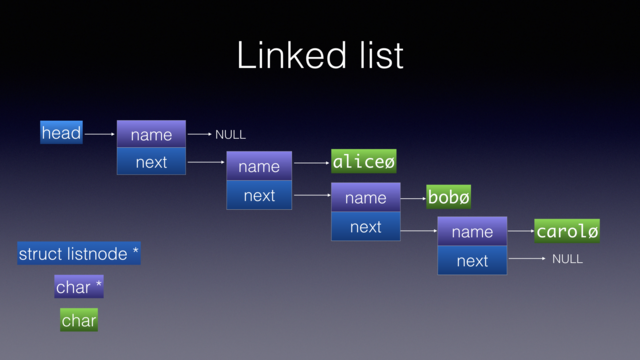 Linked list
head
name
NULL
next
name
aliceø
next
name
bobø
next
name
carolø
next
NULL
struct listnode *
char *
char